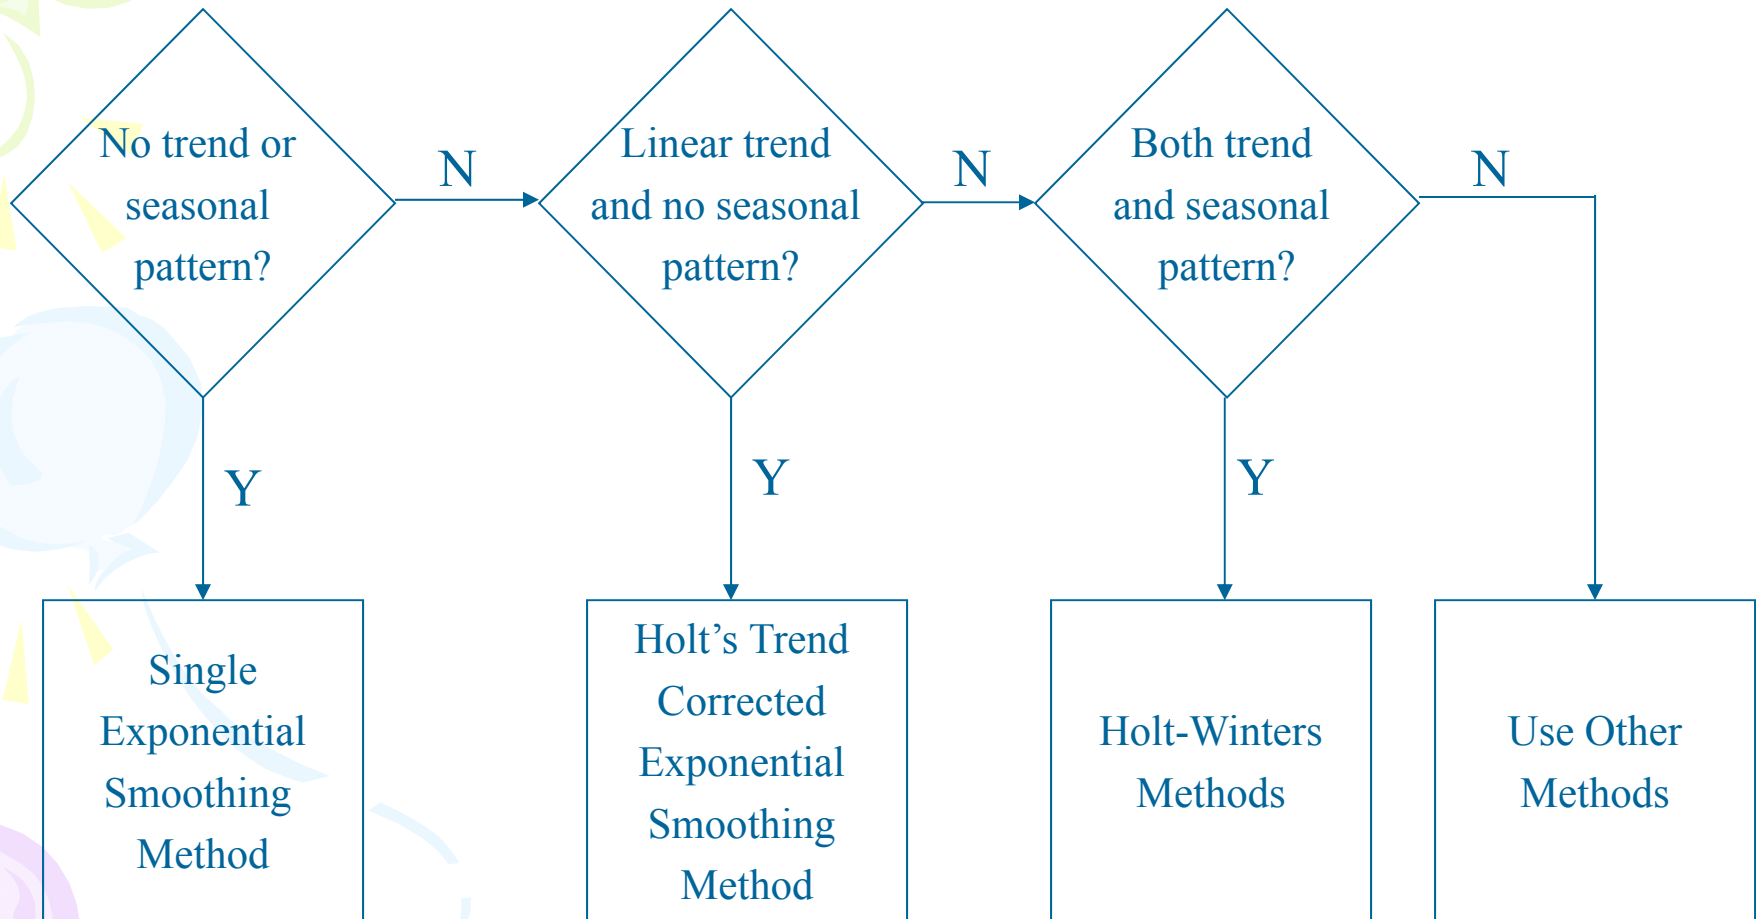 No trend or
seasonal
pattern?
N
Linear trend
and no seasonal
pattern?
N
Both trend
and seasonal
pattern?
N
Y
Y
Y
Single
Exponential
Smoothing
Method
Holt’s Trend
Corrected
Exponential
Smoothing
Method
Holt-Winters
Methods
Use Other
Methods